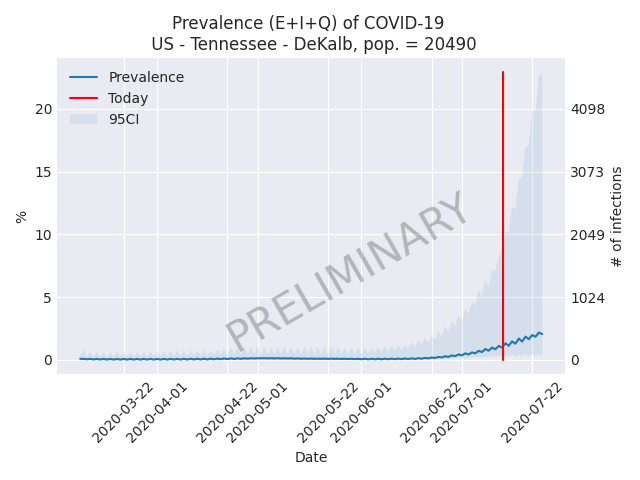 Prevalence (E+I+Q) of COVID-19
US - Tennessee - DeKalb, pop. = 20490
Prevalence
Today
95CI
20
15
10
5
0
%
4098
3073
2049
1024
0
# of infections
PRELIMINARY
2020-03-22
2020-04-01
2020-04-22
2020-05-01
2020-05-22
2020-06-01
2020-06-22
2020-07-01
2020-07-22
Date